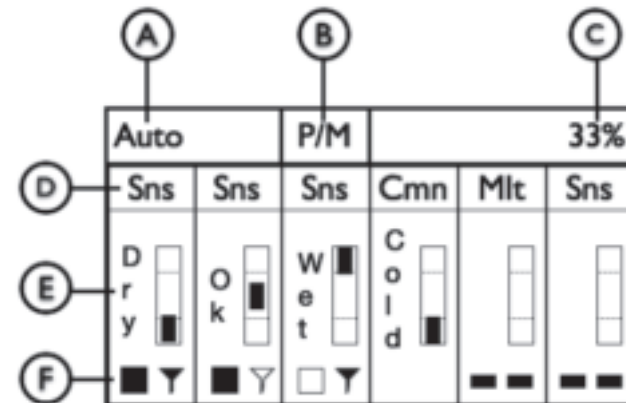 A B C
Auto P/M 33%
D Sns Sns Sns Cmn Mlt Sns
E Dry Ok Wet Cold
F